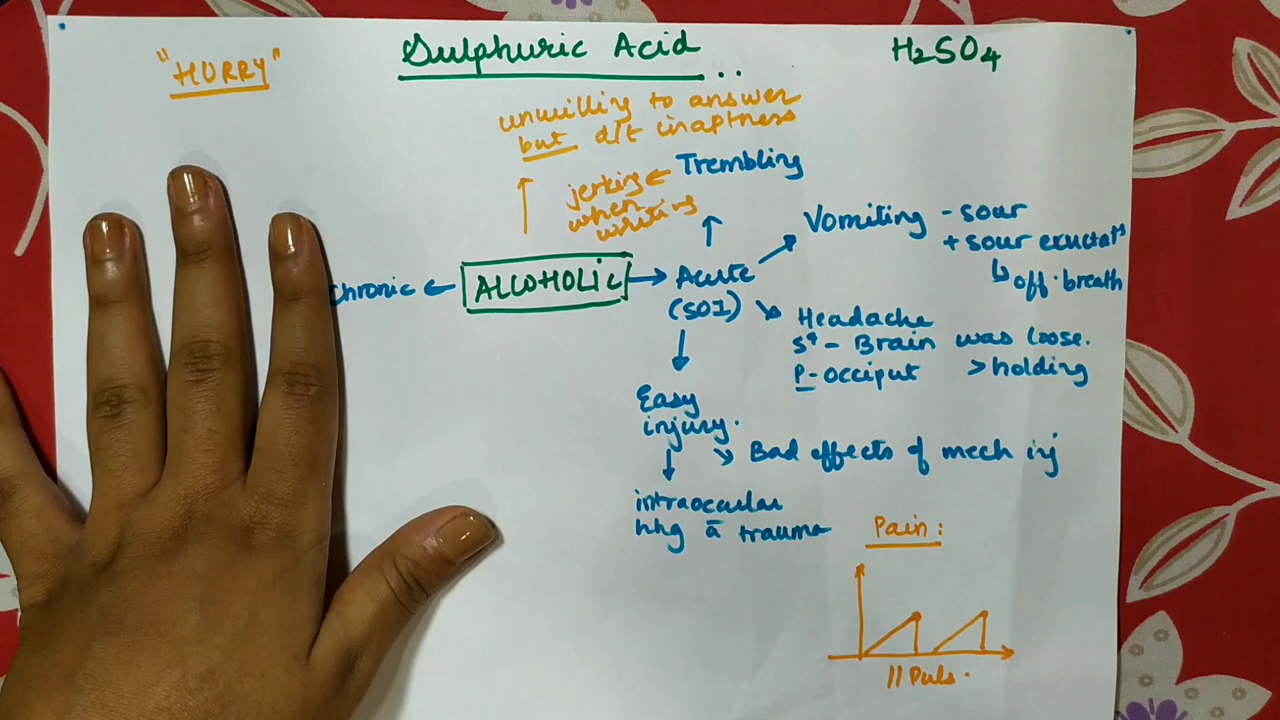 "HURRY"
Sulphuric Acid ..
H₂SO₄
unwilling to answer
but d/t inaptness
jerking ← Trembling
when
writing
Vomiting - sour
+ sour eructatⁿs
↳ off. breath
chronic ← ALCOHOLIC → Acute
(SOI)
Headache
Sⁿ - Brain was loose.
P - occiput > holding
Easy
injury.
Bad effects of mech inj
intraocular
hhg ā trauma
Pain:
// Puls.